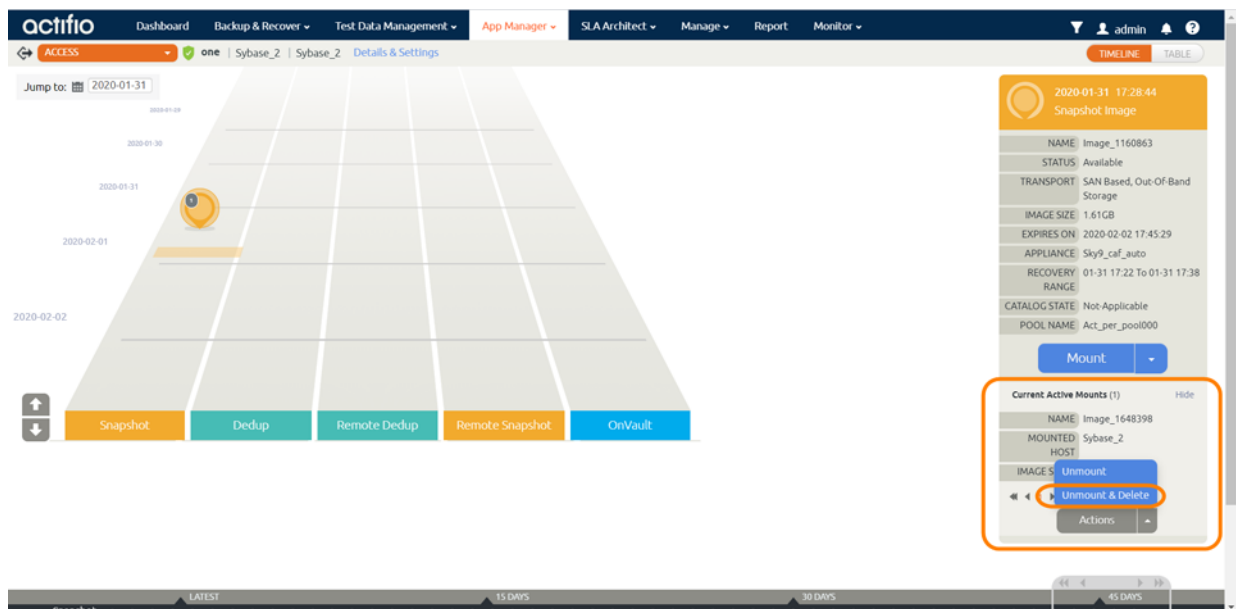 actifio Dashboard Backup & Recover Test Data Management App Manager SLA Architect Manage Report Monitor admin
ACCESS one | Sybase_2 | Sybase_2 Details & Settings TIMELINE TABLE
Jump to: 2020-01-31
2020-01-29
2020-01-30
2020-01-31
1
2020-02-01
2020-02-02
Snapshot Dedup Remote Dedup Remote Snapshot OnVault
2020-01-31 17:28:44
Snapshot Image
NAME Image_1160863
STATUS Available
TRANSPORT SAN Based, Out-Of-Band
Storage
IMAGE SIZE 1.61GB
EXPIRES ON 2020-02-02 17:45:29
APPLIANCE Sky9_caf_auto
RECOVERY 01-31 17:22 To 01-31 17:38
RANGE
CATALOG STATE Not-Applicable
POOL NAME Act_per_pool000
Mount
Current Active Mounts (1) Hide
NAME Image_1648398
MOUNTED Sybase_2
HOST
IMAGE S
Unmount
Unmount & Delete
Actions
LATEST 15 DAYS 30 DAYS 45 DAYS